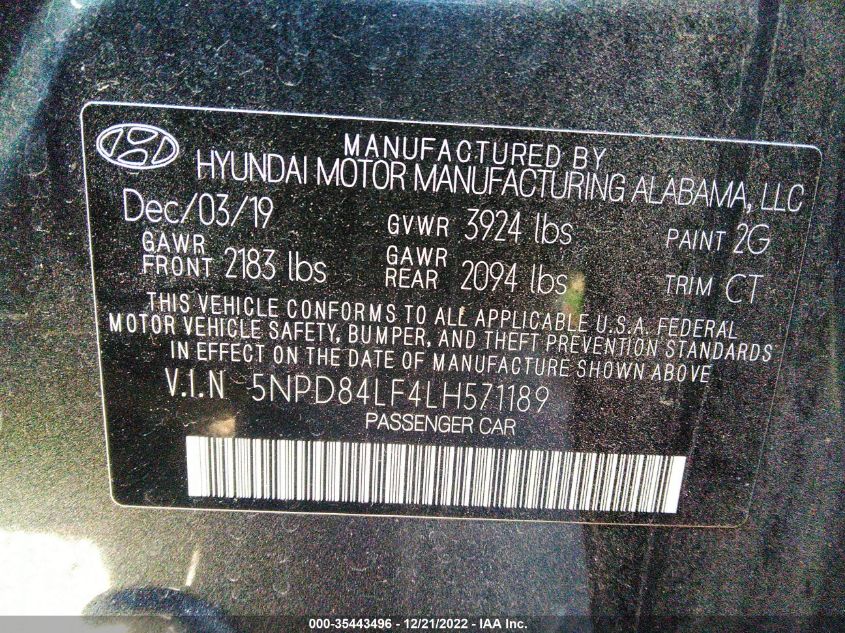 MANUFACTURED BY
HYUNDAI MOTOR MANUFACTURING ALABAMA, LLC
Dec/03/19 GVWR 3924 lbs PAINT 2G
GAWR FRONT 2183 lbs GAWR REAR 2094 lbs TRIM CT
THIS VEHICLE CONFORMS TO ALL APPLICABLE U.S.A. FEDERAL
MOTOR VEHICLE SAFETY, BUMPER, AND THEFT PREVENTION STANDARDS
IN EFFECT ON THE DATE OF MANUFACTURE SHOWN ABOVE
V.I.N 5NPD84LF4LH571189
PASSENGER CAR
000-35443496 - 12/21/2022 - IAA Inc.